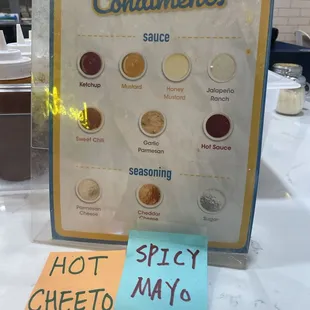 Condiments
sauce
Ketchup
Mustard
Honey
Mustard
Jalapeño
Ranch
Sweet Chili
Garlic
Parmesan
Hot Sauce
seasoning
Parmesan
Cheese
Cheddar
Cheese
Sugar
HOT
CHEETO
SPICY
MAYO